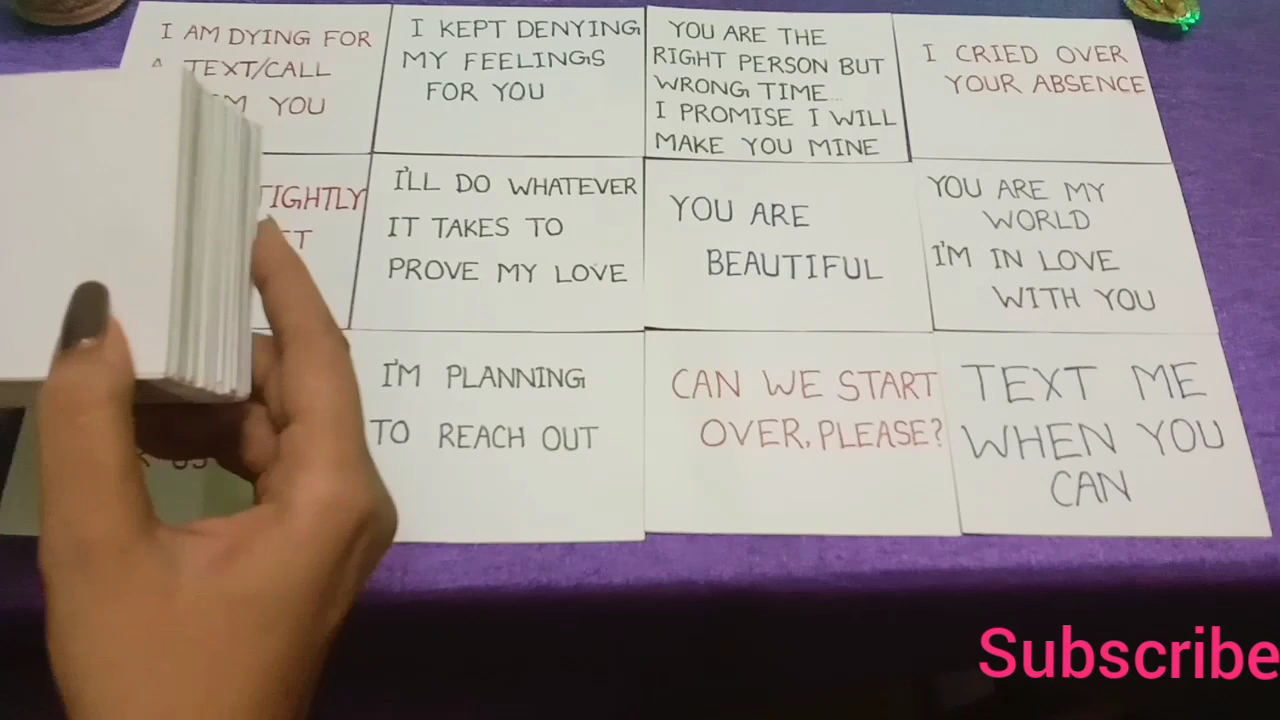 I AM DYING FOR
A TEXT/CALL
YOU
I KEPT DENYING
MY FEELINGS
FOR YOU
YOU ARE THE
RIGHT PERSON BUT
WRONG TIME...
I PROMISE I WILL
MAKE YOU MINE
I CRIED OVER
YOUR ABSENCE
TIGHTLY
I'LL DO WHATEVER
IT TAKES TO
PROVE MY LOVE
YOU ARE
BEAUTIFUL
YOU ARE MY
WORLD
I'M IN LOVE
WITH YOU
I'M PLANNING
TO REACH OUT
CAN WE START
OVER, PLEASE?
TEXT ME
WHEN YOU
CAN
Subscribe